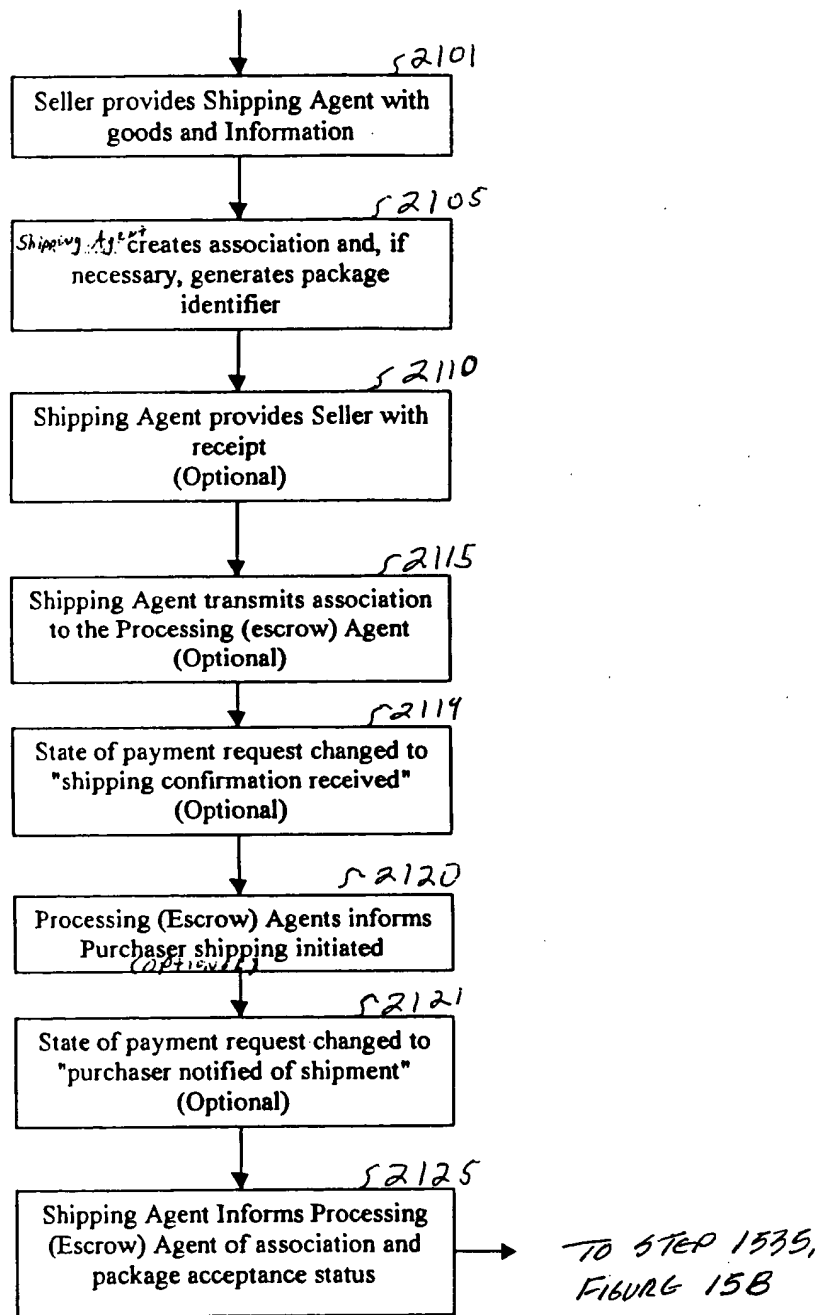 2101
Seller provides Shipping Agent with
goods and Information
2105
Shipping Agent creates association and, if
necessary, generates package
identifier
2110
Shipping Agent provides Seller with
receipt
(Optional)
2115
Shipping Agent transmits association
to the Processing (escrow) Agent
(Optional)
2119
State of payment request changed to
"shipping confirmation received"
(Optional)
2120
Processing (Escrow) Agents informs
Purchaser shipping initiated
(Optional)
2121
State of payment request changed to
"purchaser notified of shipment"
(Optional)
2125
Shipping Agent Informs Processing
(Escrow) Agent of association and
package acceptance status
TO STEP 1535,
FIGURE 15B